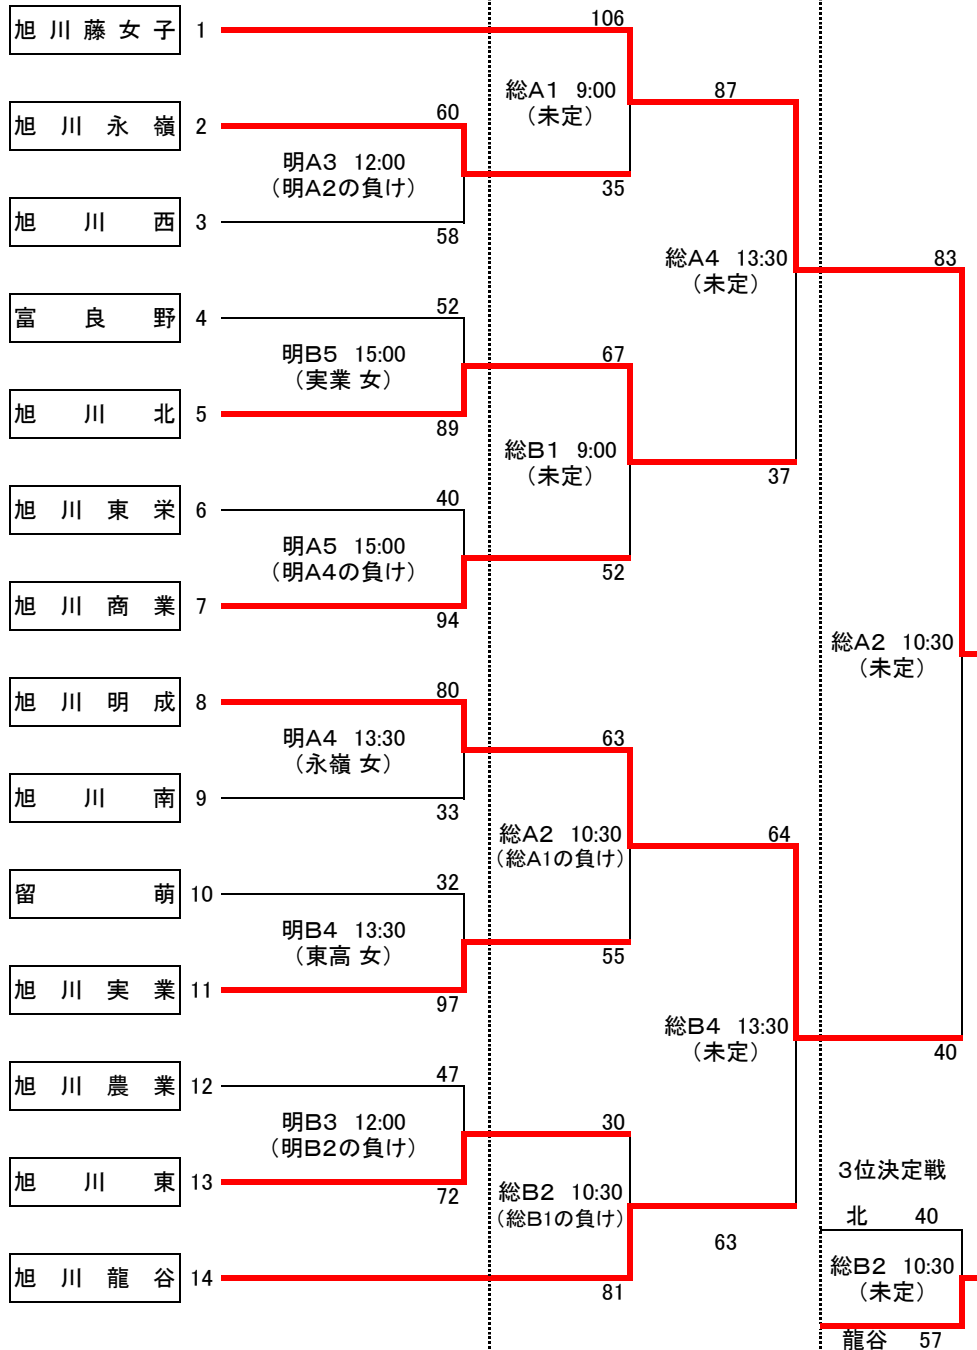 旭川藤女子 1
106
総A1 9:00
（未定）
87
旭川永嶺 2
60
明A3 12:00
（明A2の負け）
35
旭川西 3
58
総A4 13:30
（未定）
83
富良野 4
52
明B5 15:00
（実業 女）
67
旭川北 5
89
総B1 9:00
（未定）
37
旭川東栄 6
40
明A5 15:00
（明A4の負け）
52
旭川商業 7
94
総A2 10:30
（未定）
旭川明成 8
80
明A4 13:30
（永嶺 女）
63
旭川南 9
33
総A2 10:30
（総A1の負け）
64
留萌 10
32
明B4 13:30
（東高 女）
55
旭川実業 11
97
総B4 13:30
（未定）
40
旭川農業 12
47
明B3 12:00
（明B2の負け）
30
旭川東 13
72
総B2 10:30
（総B1の負け）
63
旭川龍谷 14
81
3位決定戦
北 40
総B2 10:30
（未定）
龍谷 57